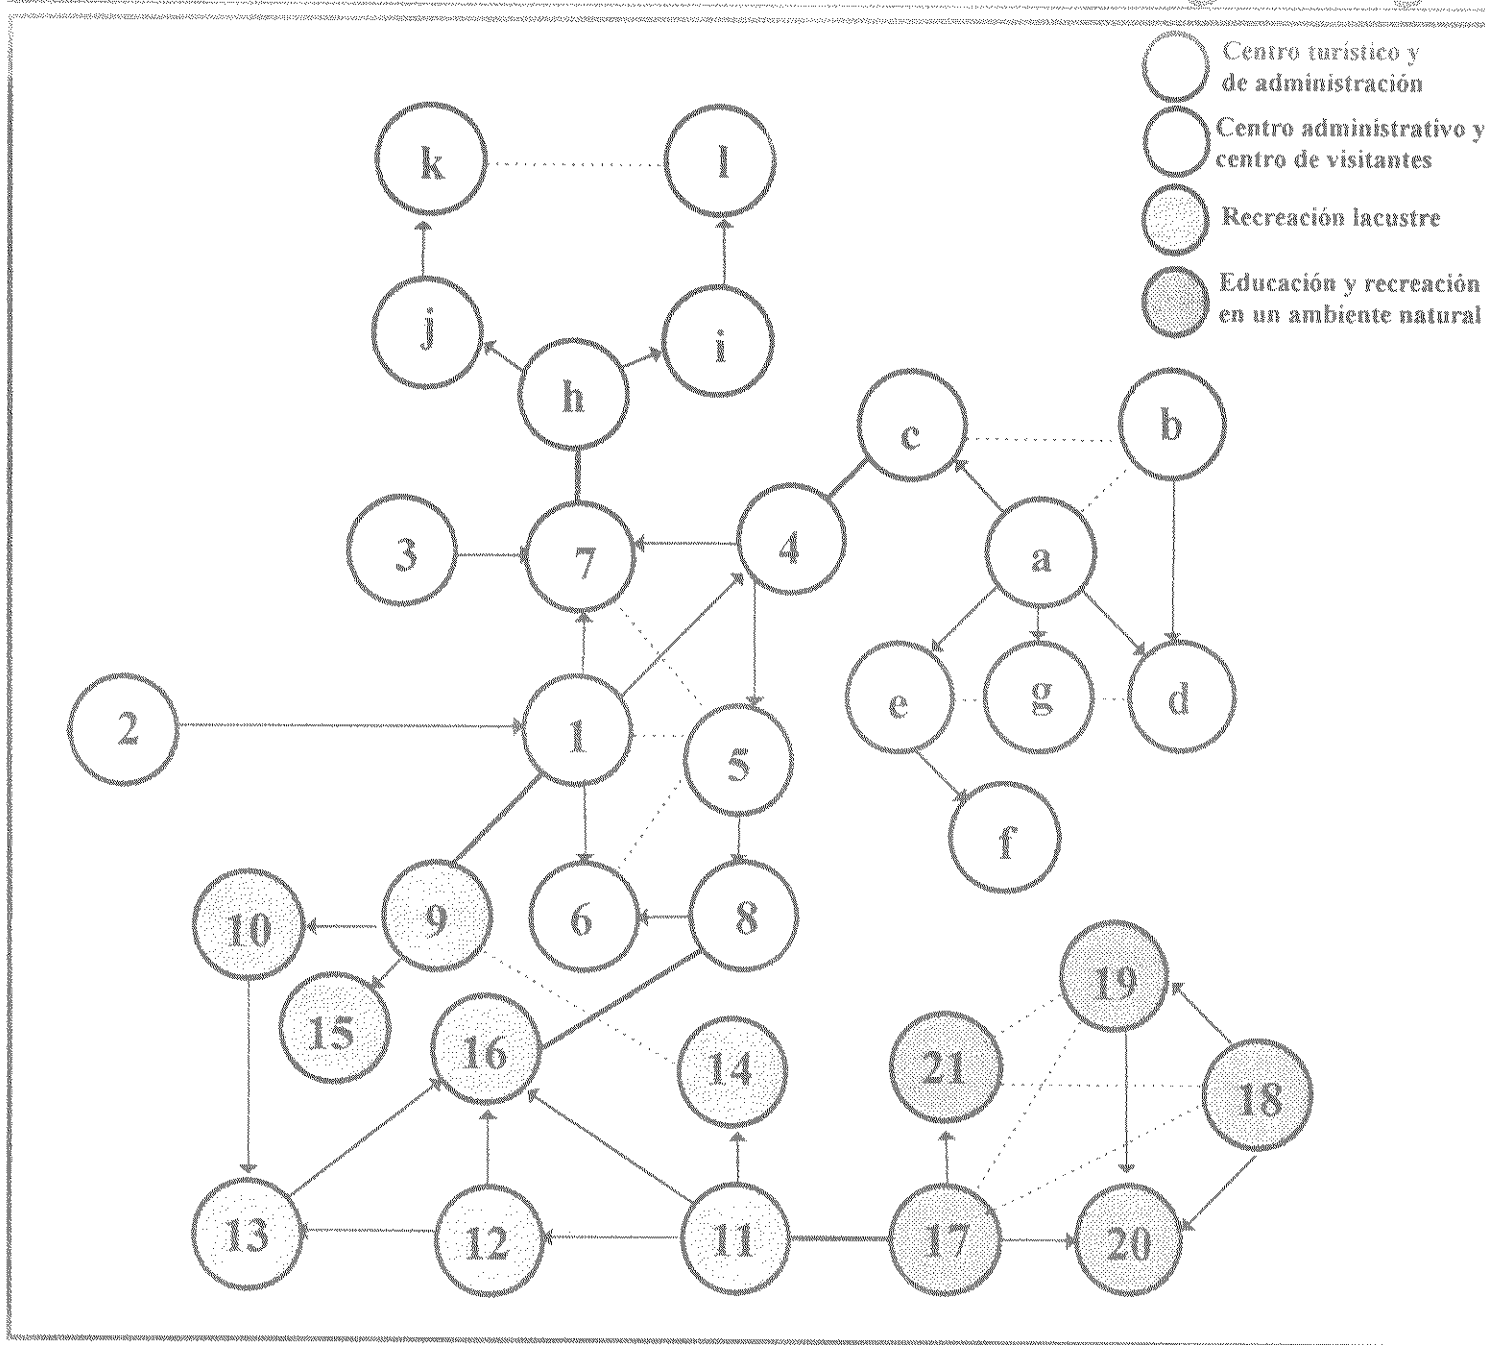 Centro turístico y
de administración
Centro administrativo y
centro de visitantes
Recreación lacustre
Educación y recreación
en un ambiente natural
k
l
j
i
h
c
b
3
7
4
a
2
1
5
e
g
d
f
10
9
6
8
15
16
14
21
19
18
13
12
11
17
20